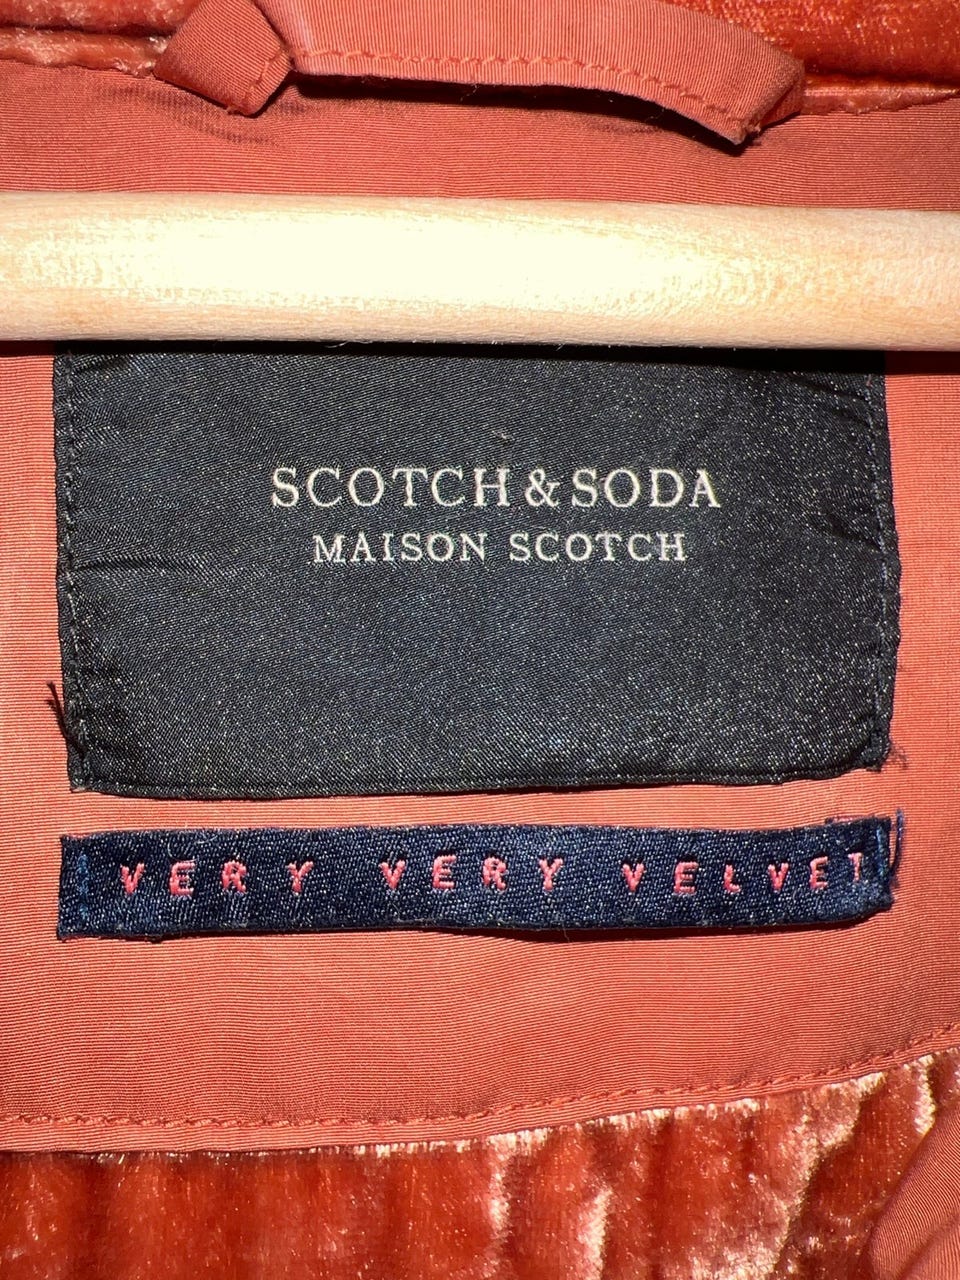 SCOTCH & SODA
MAISON SCOTCH
VERY VERY VELVET